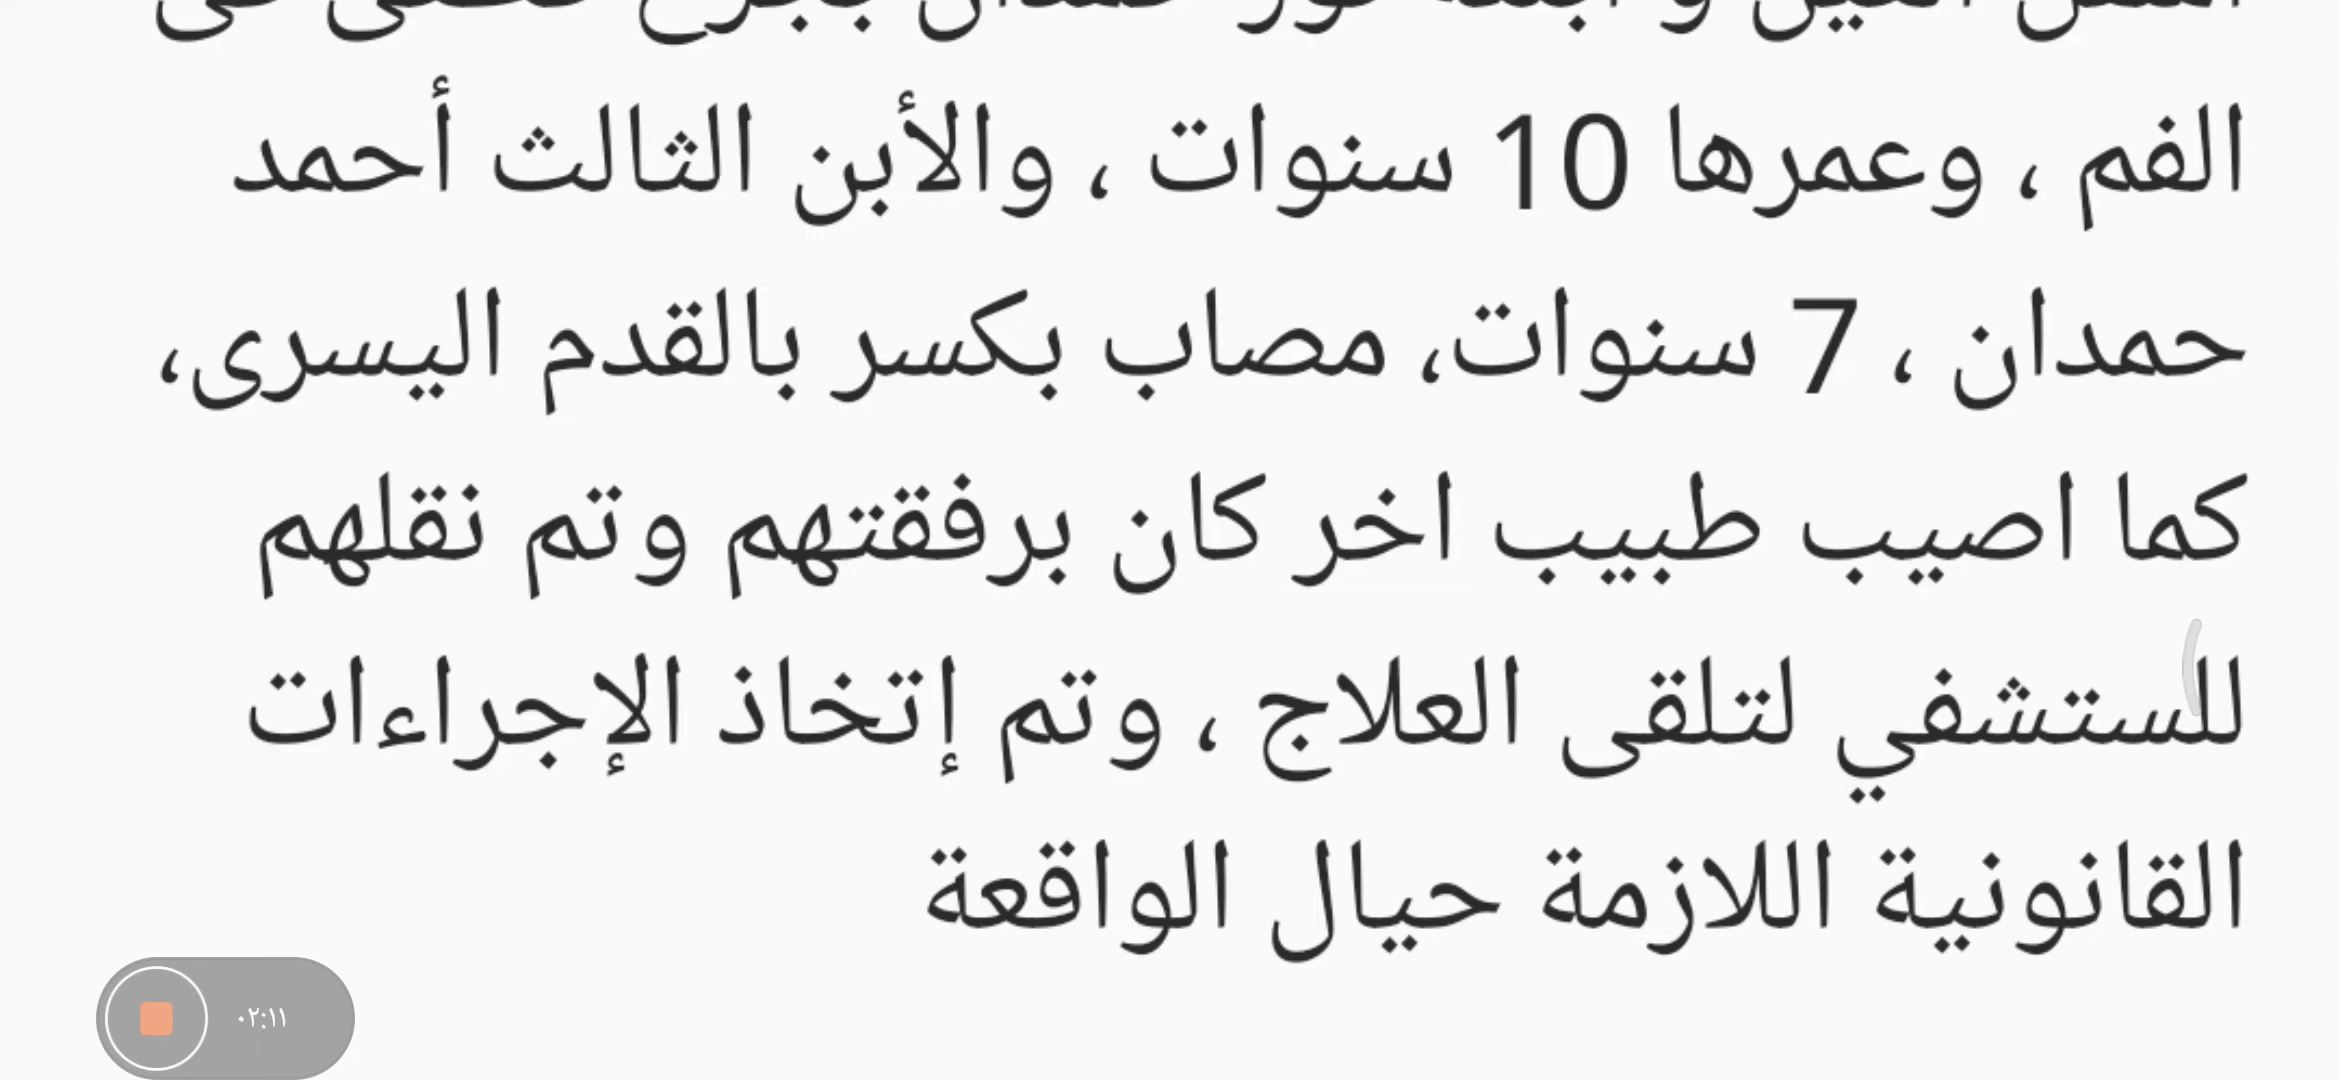 الفم ، وعمرها 10 سنوات ، والأبن الثالث أحمد
حمدان ، 7 سنوات، مصاب بكسر بالقدم اليسرى،
كما اصيب طبيب اخر كان برفقتهم وتم نقلهم
للستشفي لتلقى العلاج ، وتم إتخاذ الإجراءات
القانونية اللازمة حيال الواقعة
٠٢:١١